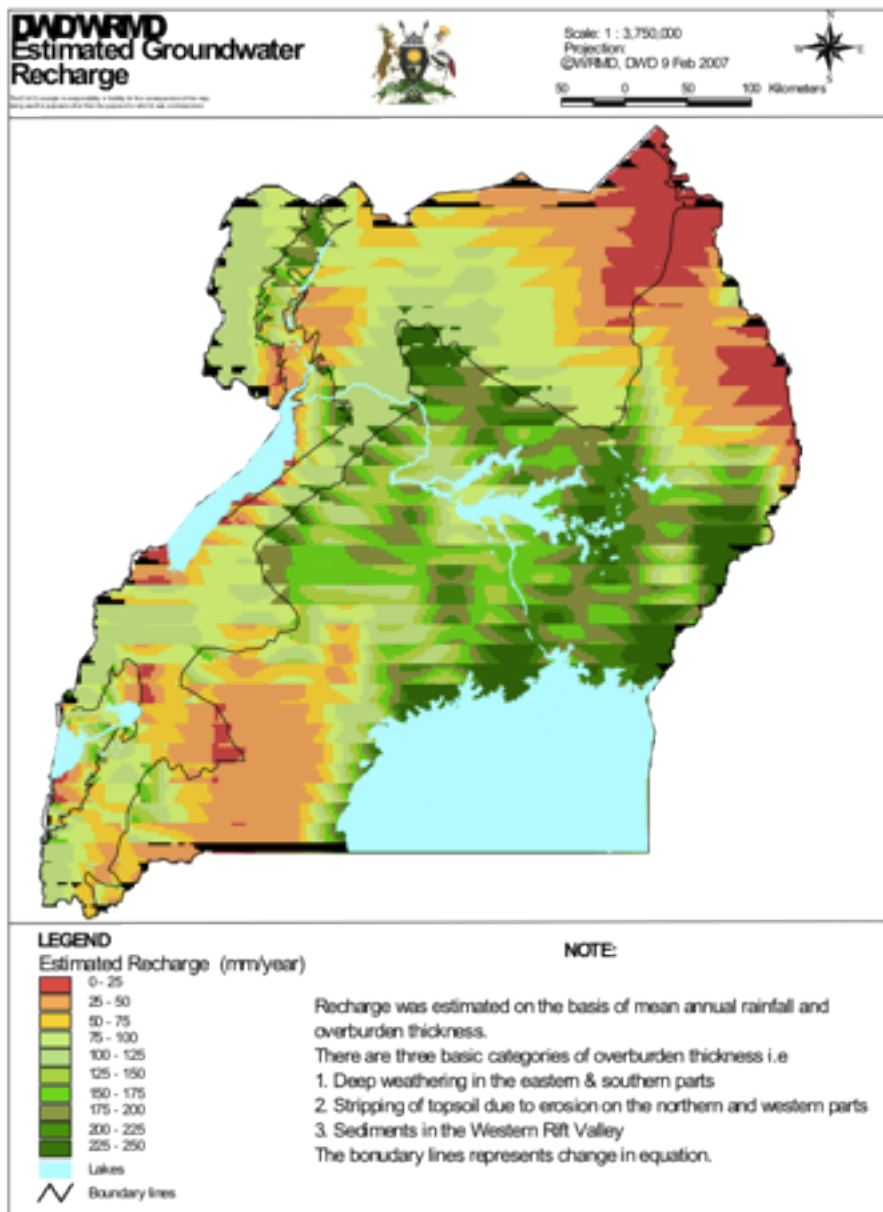 DWD/WRMD
Estimated Groundwater
Recharge
Scale: 1 : 3,750,000
Projection:
©WRMD, DWD 9 Feb 2007
N
W
E
S
50 0 50 100 Kilometers
LEGEND
Estimated Recharge (mm/year)
0 - 25
25 - 50
50 - 75
75 - 100
100 - 125
125 - 150
150 - 175
175 - 200
200 - 225
225 - 250
Lakes
Boundary lines
NOTE:
Recharge was estimated on the basis of mean annual rainfall and
overburden thickness.
There are three basic categories of overburden thickness i.e
1. Deep weathering in the eastern & southern parts
2. Stripping of topsoil due to erosion on the northern and western parts
3. Sediments in the Western Rift Valley
The bonudary lines represents change in equation.